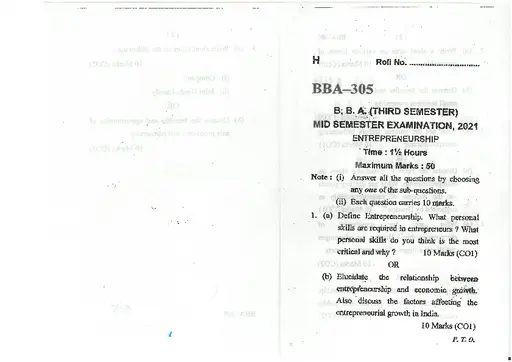 H Roll No. ..............................
BBA–305
B. B. A. (THIRD SEMESTER)
MID SEMESTER EXAMINATION, 2021
ENTREPRENEURSHIP
Time : 1½ Hours
Maximum Marks : 50
Note : (i) Answer all the questions by choosing
any one of the sub-questions.
(ii) Each question carries 10 marks.
1. (a) Define Entrepreneurship. What personal
skills are required in entrepreneurs ? What
personal skills do you think is the most
critical and why ? 10 Marks (CO1)
OR
(b) Elucidate the relationship between
entrepreneurship and economic growth.
Also discuss the factors affecting the
entrepreneurial growth in India.
10 Marks (CO1)
P. T. O.